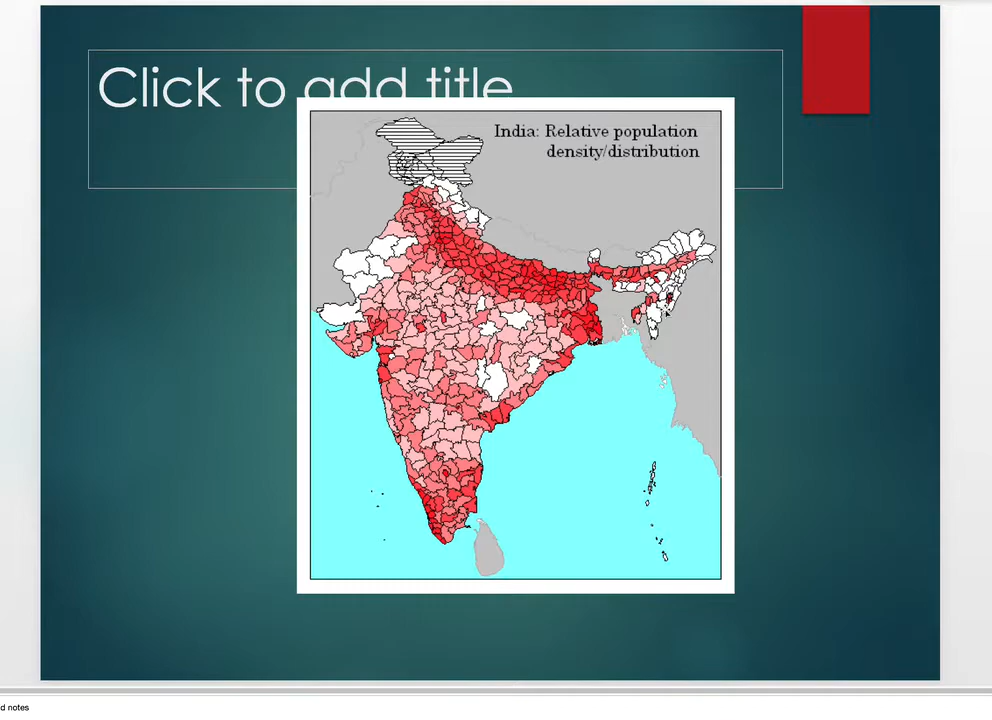 Click to add title
India: Relative population
density/distribution
d notes